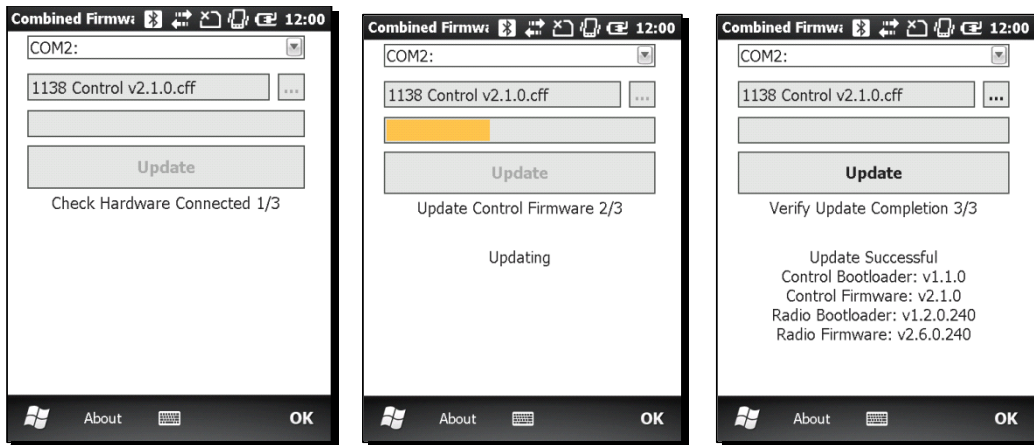 Combined Firmwa 12:00
COM2:
1138 Control v2.1.0.cff ...
Update
Check Hardware Connected 1/3
About OK
Combined Firmwa 12:00
COM2:
1138 Control v2.1.0.cff ...
Update
Update Control Firmware 2/3
Updating
About OK
Combined Firmwa 12:00
COM2:
1138 Control v2.1.0.cff ...
Update
Verify Update Completion 3/3
Update Successful
Control Bootloader: v1.1.0
Control Firmware: v2.1.0
Radio Bootloader: v1.2.0.240
Radio Firmware: v2.6.0.240
About OK